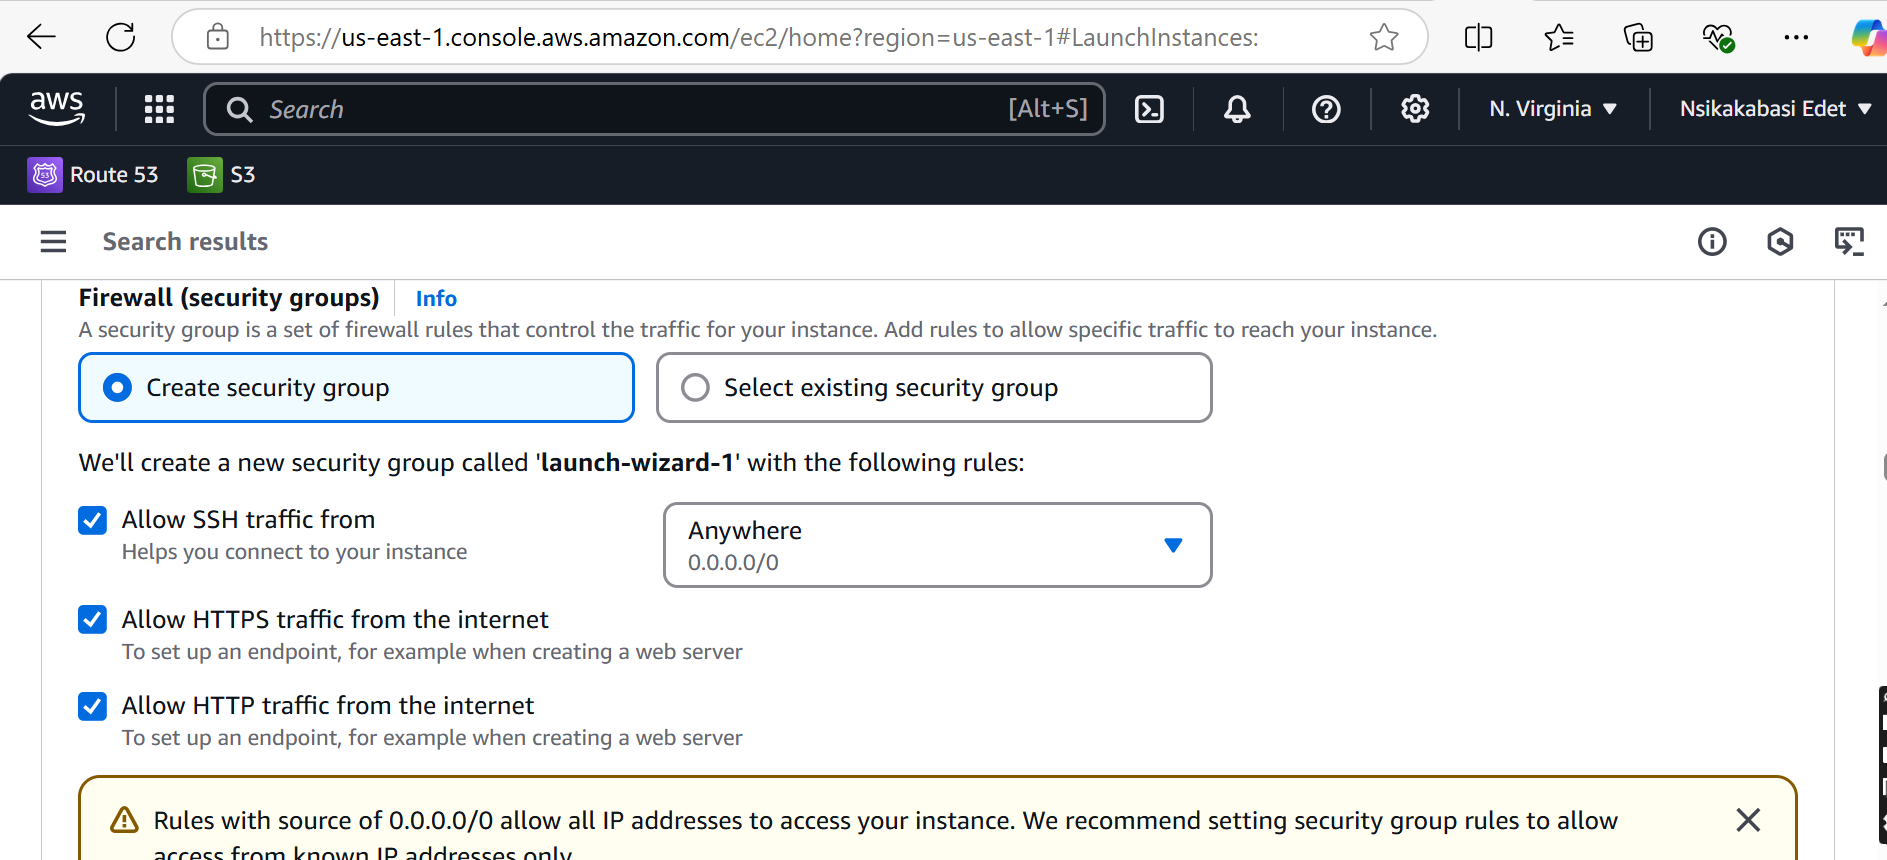 https://us-east-1.console.aws.amazon.com/ec2/home?region=us-east-1#LaunchInstances:
aws
Search [Alt+S]
N. Virginia
Nsikakabasi Edet
53 Route 53
S3
Search results
Firewall (security groups) Info
A security group is a set of firewall rules that control the traffic for your instance. Add rules to allow specific traffic to reach your instance.
Create security group
Select existing security group
We'll create a new security group called 'launch-wizard-1' with the following rules:
Allow SSH traffic from
Helps you connect to your instance
Anywhere
0.0.0.0/0
Allow HTTPS traffic from the internet
To set up an endpoint, for example when creating a web server
Allow HTTP traffic from the internet
To set up an endpoint, for example when creating a web server
Rules with source of 0.0.0.0/0 allow all IP addresses to access your instance. We recommend setting security group rules to allow
access from known IP addresses only